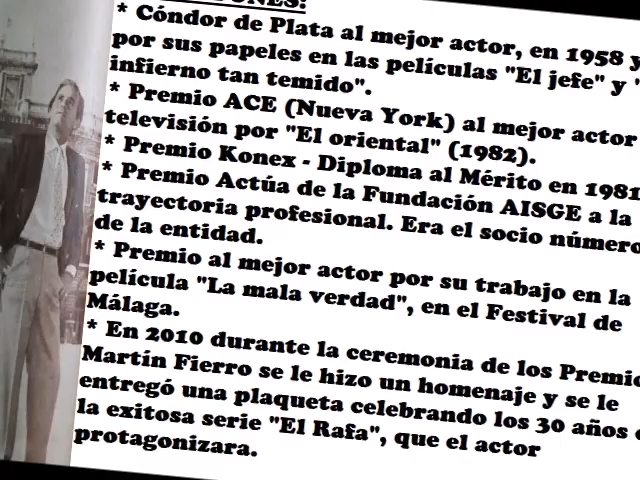 * Cóndor de Plata al mejor actor, en 1958 y
por sus papeles en las películas "El jefe" y "
infierno tan temido".
* Premio ACE (Nueva York) al mejor actor
televisión por "El oriental" (1982).
* Premio Konex - Diploma al Mérito en 1981
* Premio Actúa de la Fundación AISGE a la
trayectoria profesional. Era el socio número
de la entidad.
* Premio al mejor actor por su trabajo en la
película "La mala verdad", en el Festival de
Málaga.
* En 2010 durante la ceremonia de los Premio
Martín Fierro se le hizo un homenaje y se le
entregó una plaqueta celebrando los 30 años
la exitosa serie "El Rafa", que el actor
protagonizara.